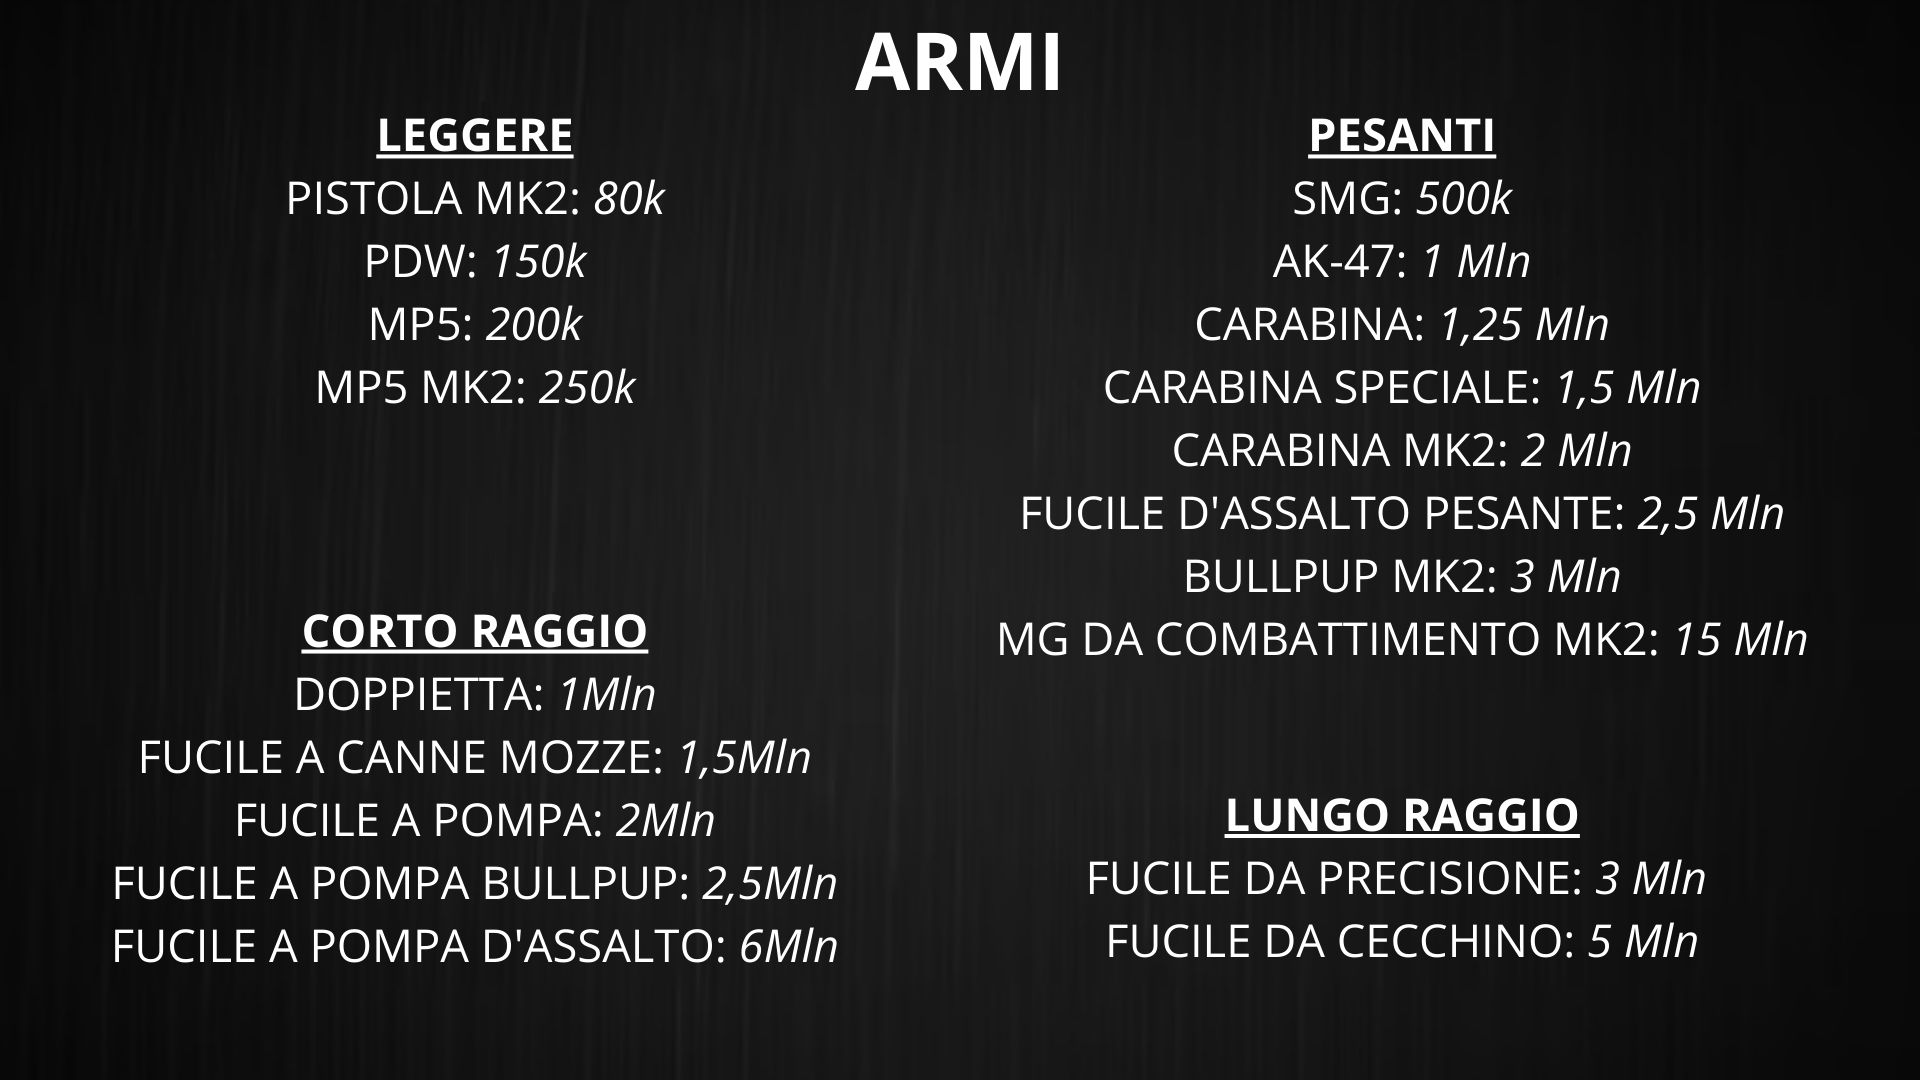 ARMI
LEGGERE
PISTOLA MK2: 80k
PDW: 150k
MP5: 200k
MP5 MK2: 250k
CORTO RAGGIO
DOPPIETTA: 1Mln
FUCILE A CANNE MOZZE: 1,5Mln
FUCILE A POMPA: 2Mln
FUCILE A POMPA BULLPUP: 2,5Mln
FUCILE A POMPA D'ASSALTO: 6Mln
PESANTI
SMG: 500k
AK-47: 1 Mln
CARABINA: 1,25 Mln
CARABINA SPECIALE: 1,5 Mln
CARABINA MK2: 2 Mln
FUCILE D'ASSALTO PESANTE: 2,5 Mln
BULLPUP MK2: 3 Mln
MG DA COMBATTIMENTO MK2: 15 Mln
LUNGO RAGGIO
FUCILE DA PRECISIONE: 3 Mln
FUCILE DA CECCHINO: 5 Mln